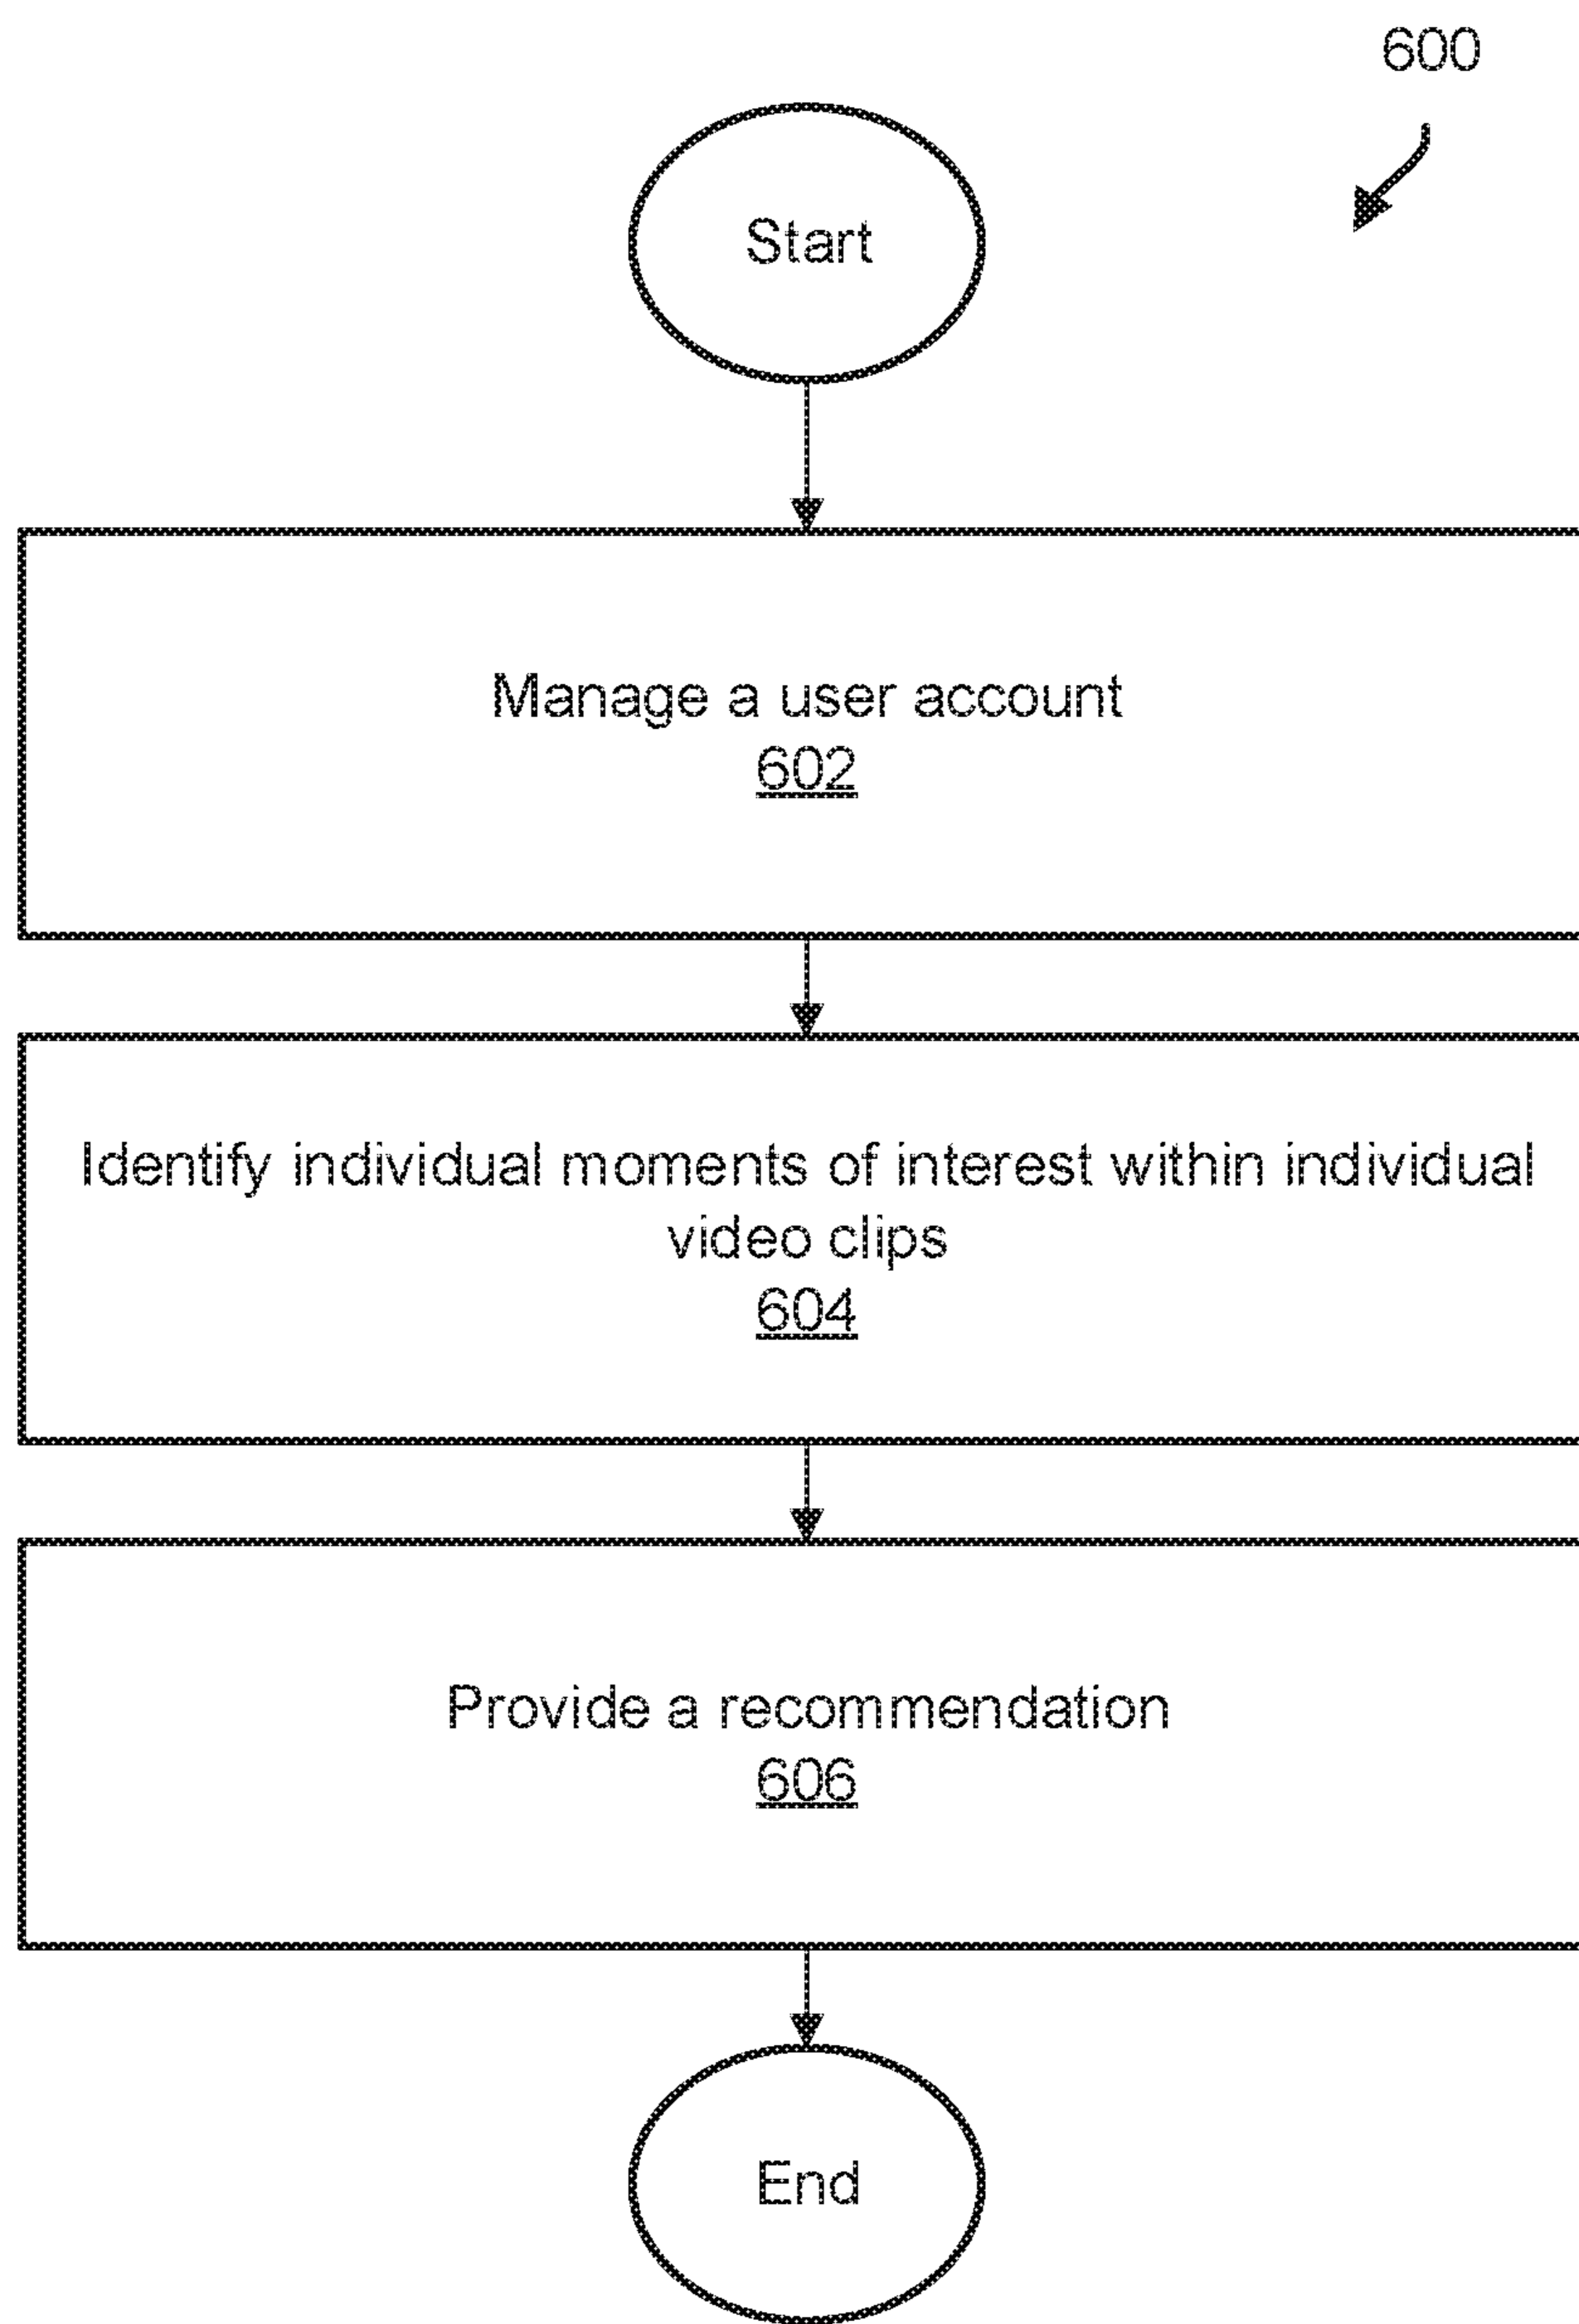 600
Start
Manage a user account
602
Identify individual moments of interest within individual
video clips
604
Provide a recommendation
606
End